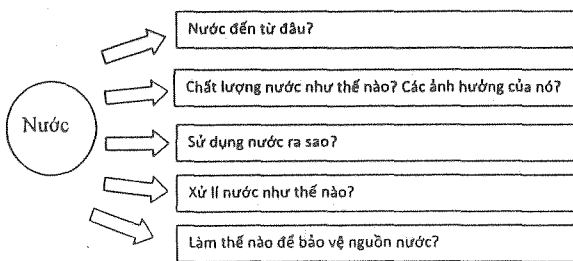 Nước
Nước đến từ đâu?
Chất lượng nước như thế nào? Các ảnh hưởng của nó?
Sử dụng nước ra sao?
Xử lí nước như thế nào?
Làm thế nào để bảo vệ nguồn nước?